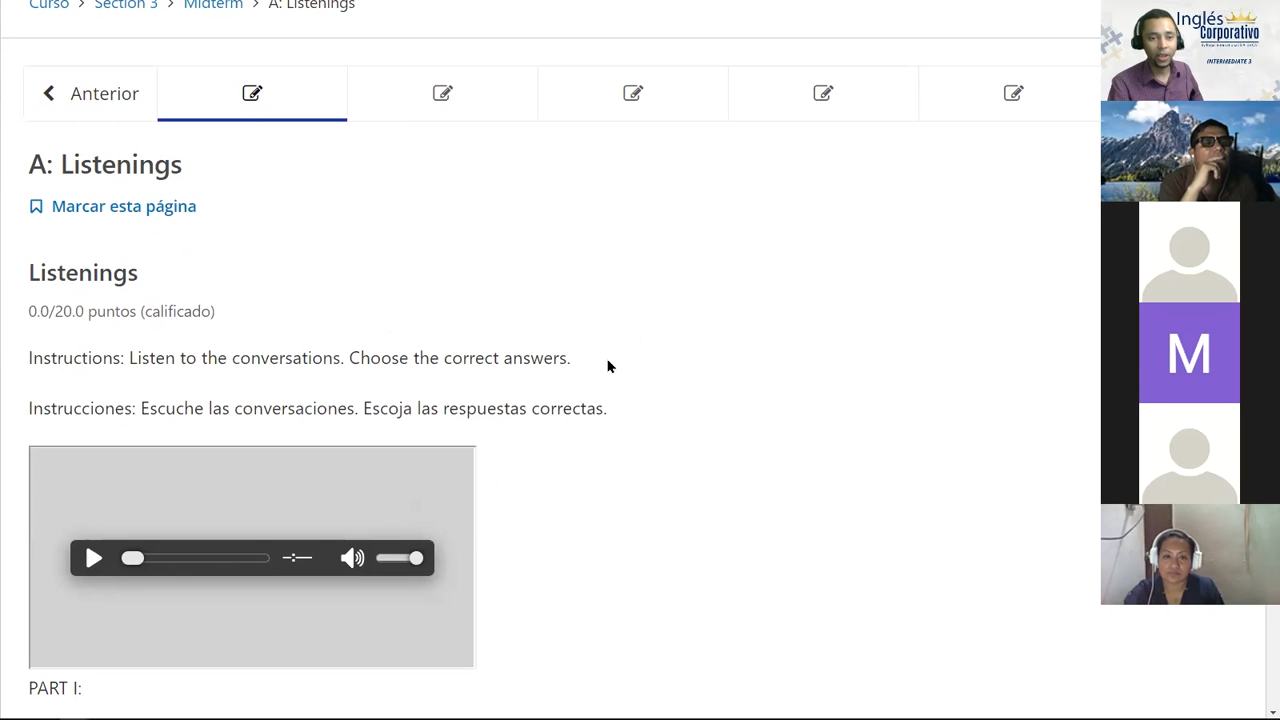 Curso > Section 3 > Midterm > A: Listenings
Anterior
A: Listenings
Marcar esta página
Listenings
0.0/20.0 puntos (calificado)
Instructions: Listen to the conversations. Choose the correct answers.
Instrucciones: Escuche las conversaciones. Escoja las respuestas correctas.
-:-
PART I:
Inglés
Corporativo
INTERMEDIATE 3
M